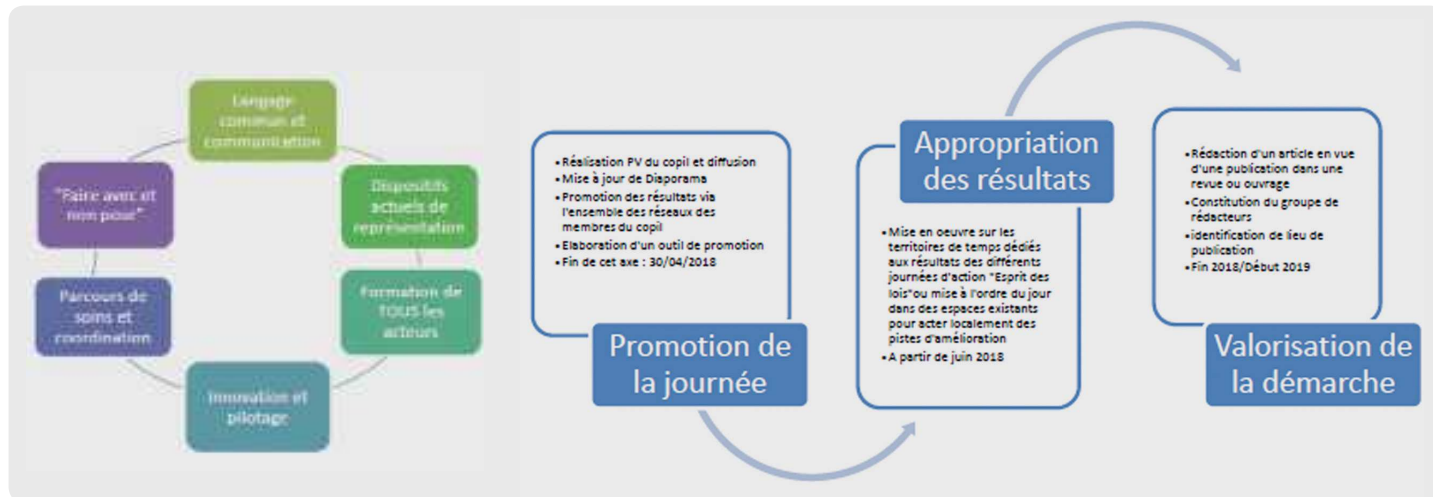 Langage
commun et
communication
"Faire avec et
non pour"
Dispositifs
actuels de
représentation
Parcours de
soins et
coordination
Formation de
TOUS les
acteurs
Innovation et
pilotage
•Réalisation PV du copil et diffusion
•Mise à jour de Diaporama
•Promotion des résultats via
l'ensemble des réseaux des
membres du copil
•Elaboration d'un outil de promotion
•Fin de cet axe : 30/04/2018
Promotion de
la journée
Appropriation
des résultats
•Mise en oeuvre sur les
territoires de temps dédiés
aux résultats des différents
journées d'action "Esprit des
lois"ou mise à l'ordre du jour
dans des espaces existants
pour acter localement des
pistes d'amélioration
•A partir de juin 2018
•Rédaction d'un article en vue
d'une publication dans une
revue ou ouvrage
•Constitution du groupe de
rédacteurs
•identification de lieu de
publication
•Fin 2018/Début 2019
Valorisation de
la démarche